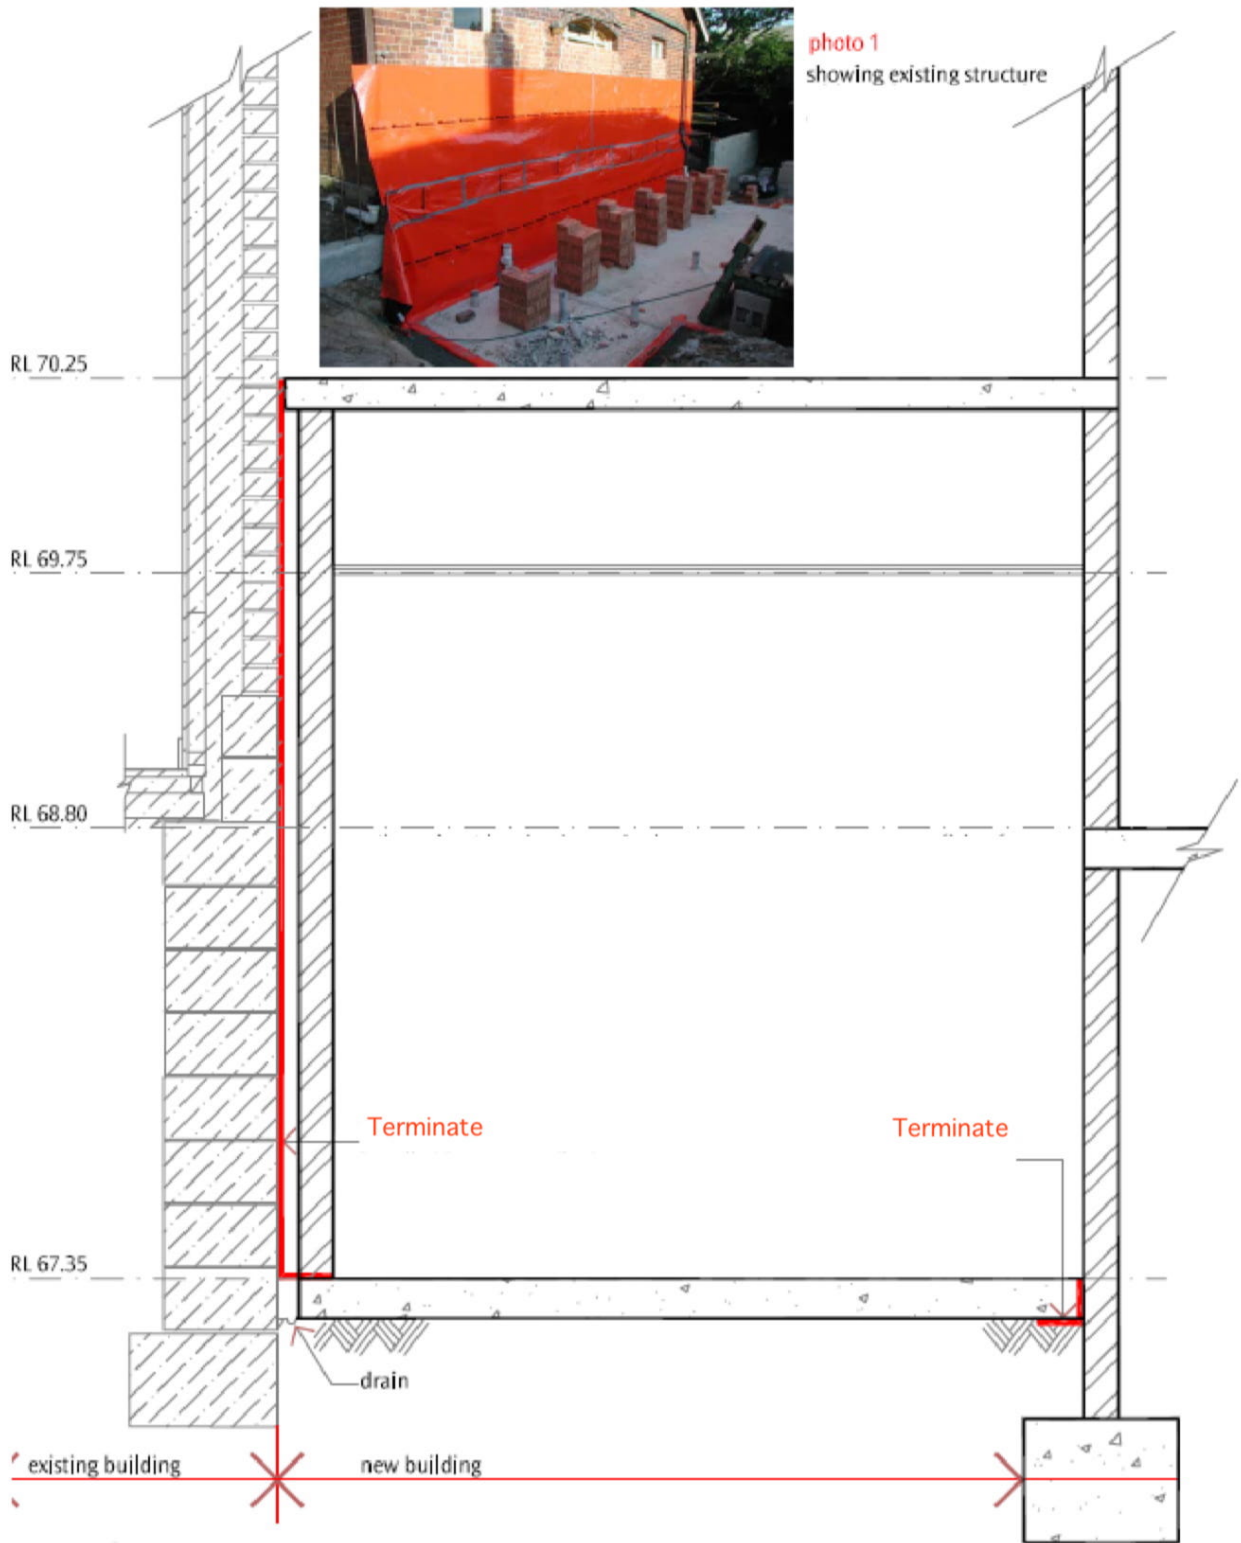 photo 1
showing existing structure
RL 70.25
RL 69.75
RL 68.80
Terminate
Terminate
RL 67.35
drain
existing building
new building